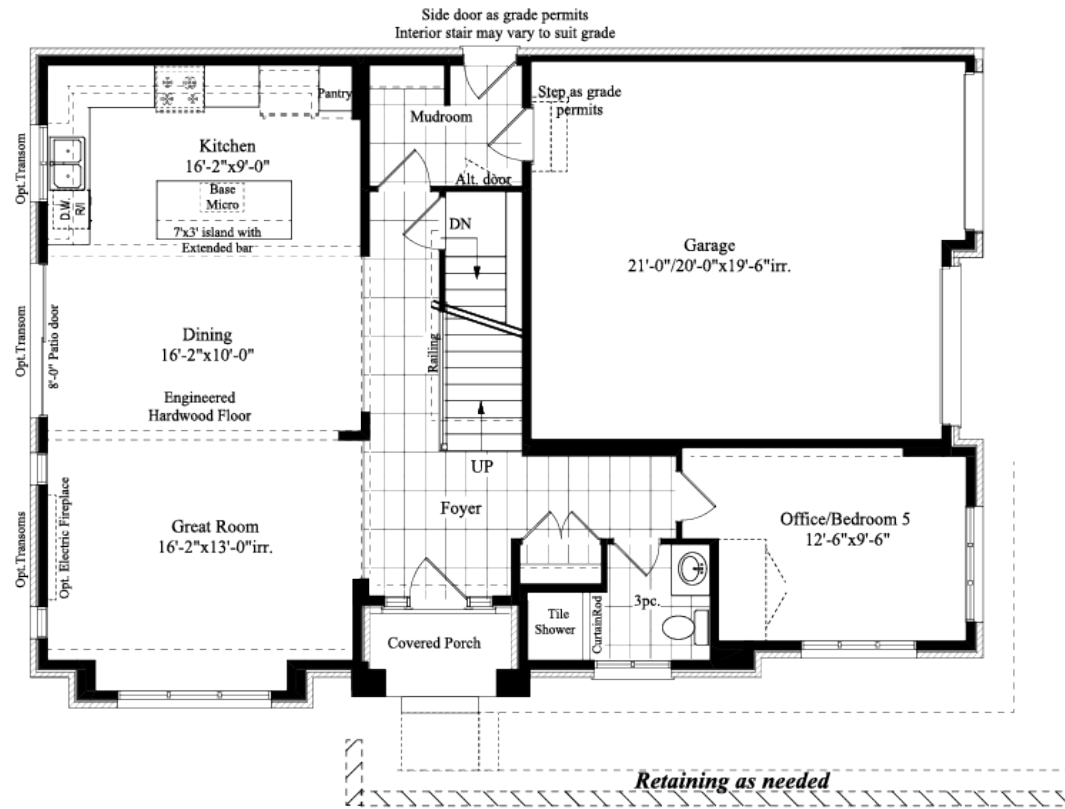 Side door as grade permits
Interior stair may vary to suit grade
Pantry
Step as grade
permits
Mudroom
Opt.Transom
Kitchen
16'-2"x9'-0"
Alt. door
Base
Micro
D.W.
R/I
DN
7'x3' island with
Extended bar
Garage
21'-0"/20'-0"x19'-6"irr.
Opt.Transom
8'-0" Patio door
Dining
16'-2"x10'-0"
Railing
Engineered
Hardwood Floor
UP
Foyer
Opt.Transoms
Opt. Electric Fireplace
Great Room
16'-2"x13'-0"irr.
Office/Bedroom 5
12'-6"x9'-6"
Tile
Shower
CurtainRod
3pc.
Covered Porch
Retaining as needed